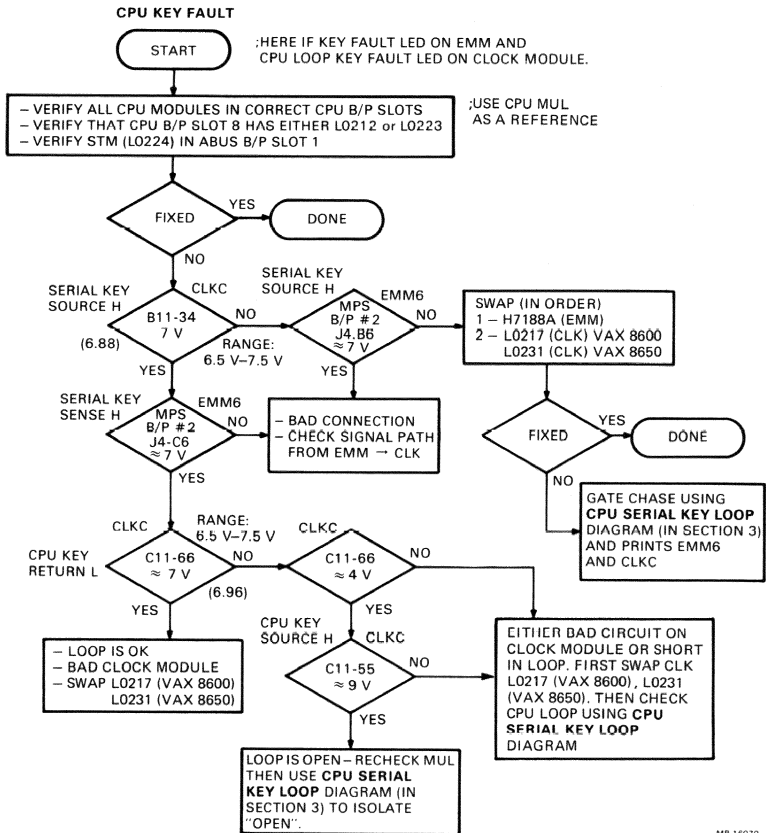 CPU KEY FAULT
START
;HERE IF KEY FAULT LED ON EMM AND
CPU LOOP KEY FAULT LED ON CLOCK MODULE.
– VERIFY ALL CPU MODULES IN CORRECT CPU B/P SLOTS
– VERIFY THAT CPU B/P SLOT 8 HAS EITHER L0212 or L0223
– VERIFY STM (L0224) IN ABUS B/P SLOT 1
;USE CPU MUL
AS A REFERENCE
FIXED
YES
DONE
NO
SERIAL KEY
SOURCE H
CLKC
B11-34
7 V
(6.88)
NO
RANGE:
6.5 V–7.5 V
YES
SERIAL KEY
SOURCE H
EMM6
MPS
B/P #2
J4.B6
≈ 7 V
NO
YES
SWAP (IN ORDER)
1 – H7188A (EMM)
2 – L0217 (CLK) VAX 8600
L0231 (CLK) VAX 8650
SERIAL KEY
SENSE H
EMM6
MPS
B/P #2
J4-C6
≈ 7 V
NO
YES
– BAD CONNECTION
– CHECK SIGNAL PATH
FROM EMM → CLK
FIXED
YES
DONE
NO
GATE CHASE USING
CPU SERIAL KEY LOOP
DIAGRAM (IN SECTION 3)
AND PRINTS EMM6
AND CLKC
CLKC
RANGE:
6.5 V–7.5 V
CPU KEY
RETURN L
C11-66
≈ 7 V
NO
(6.96)
YES
CLKC
C11-66
≈ 4 V
NO
YES
– LOOP IS OK
– BAD CLOCK MODULE
– SWAP L0217 (VAX 8600)
L0231 (VAX 8650)
CPU KEY
SOURCE H
CLKC
C11-55
≈ 9 V
NO
YES
EITHER BAD CIRCUIT ON
CLOCK MODULE OR SHORT
IN LOOP. FIRST SWAP CLK
L0217 (VAX 8600), L0231
(VAX 8650). THEN CHECK
CPU LOOP USING CPU
SERIAL KEY LOOP
DIAGRAM
LOOP IS OPEN – RECHECK MUL
THEN USE CPU SERIAL
KEY LOOP DIAGRAM (IN
SECTION 3) TO ISOLATE
"OPEN".